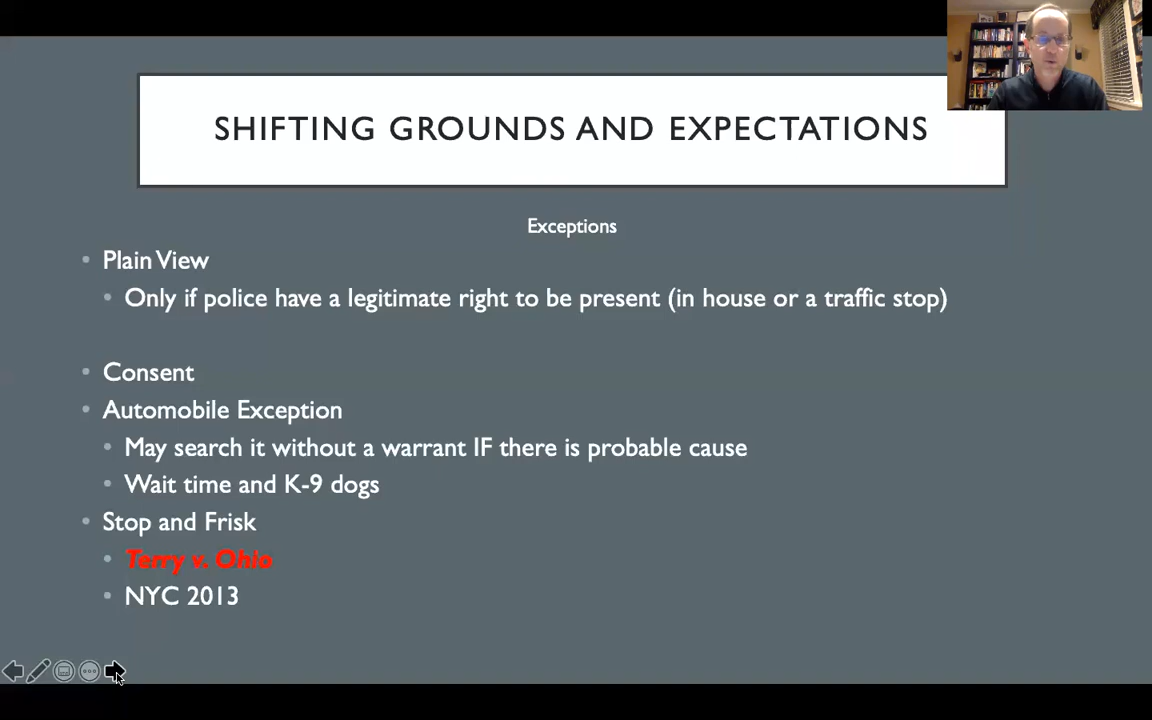 SHIFTING GROUNDS AND EXPECTATIONS
Exceptions
• Plain View
• Only if police have a legitimate right to be present (in house or a traffic stop)
• Consent
• Automobile Exception
• May search it without a warrant IF there is probable cause
• Wait time and K-9 dogs
• Stop and Frisk
• Terry v. Ohio
• NYC 2013